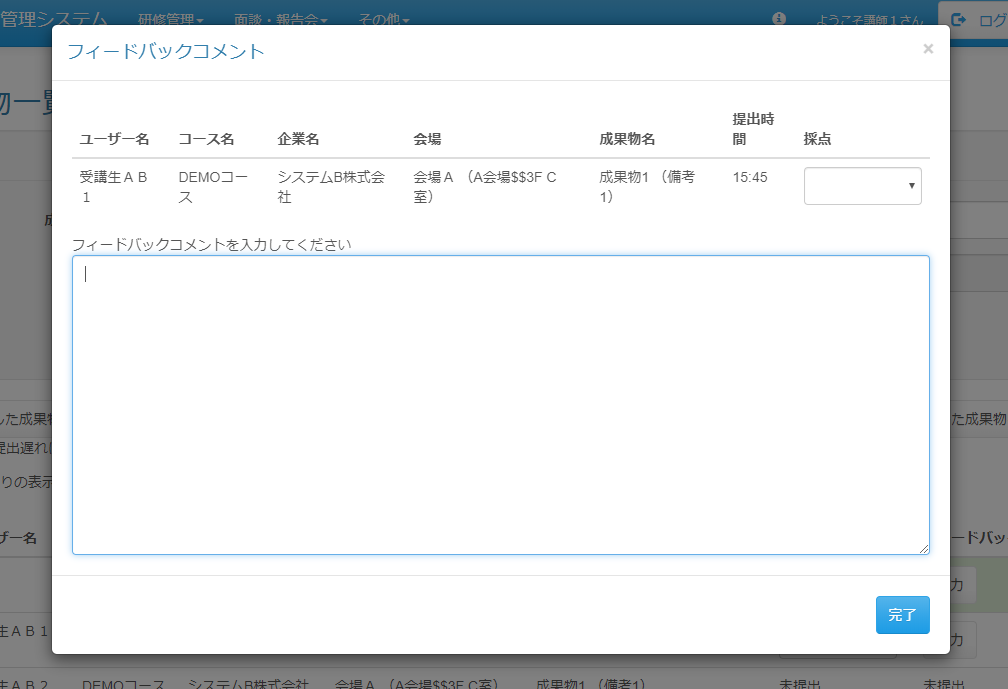 管理システム 研修管理 面談・報告会 その他 ようこそ講師１さん ログ
フィードバックコメント ×
物一覧
ユーザー名 コース名 企業名 会場 成果物名 提出時間 採点
受講生ＡＢ１ DEMOコース システムB株式会社 会場Ａ （A会場$$3F C室） 成果物1 （備考1） 15:45
フィードバックコメントを入力してください
した成果物 た成果物
提出遅れ
りの表示
ザー名 ードバッ
力
完了
生ＡＢ１ 力
生ＡＢ２ DEMOコース システムB株式会社 会場Ａ （A会場$$3F C室） 成果物1 （備考1） 未提出 未提出